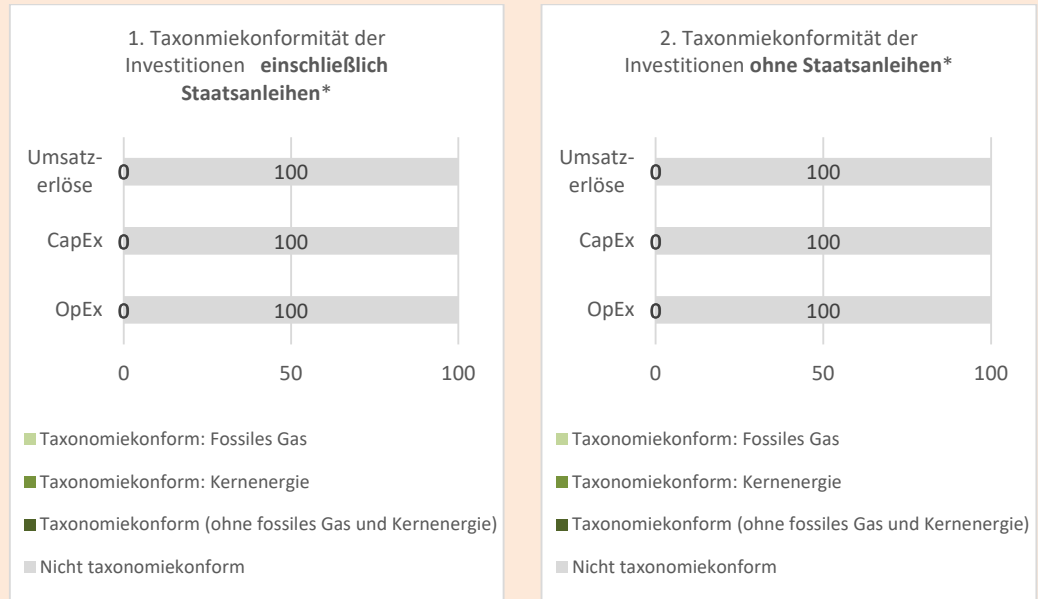 1. Taxonmiekonformität der
Investitionen einschließlich
Staatsanleihen*
Umsatz-
erlöse
0
100
CapEx
0
100
OpEx
0
100
0
50
100
Taxonomiekonform: Fossiles Gas
Taxonomiekonform: Kernenergie
Taxonomiekonform (ohne fossiles Gas und Kernenergie)
Nicht taxonomiekonform
2. Taxonmiekonformität der
Investitionen ohne Staatsanleihen*
Umsatz-
erlöse
0
100
CapEx
0
100
OpEx
0
100
0
50
100
Taxonomiekonform: Fossiles Gas
Taxonomiekonform: Kernenergie
Taxonomiekonform (ohne fossiles Gas und Kernenergie)
Nicht taxonomiekonform